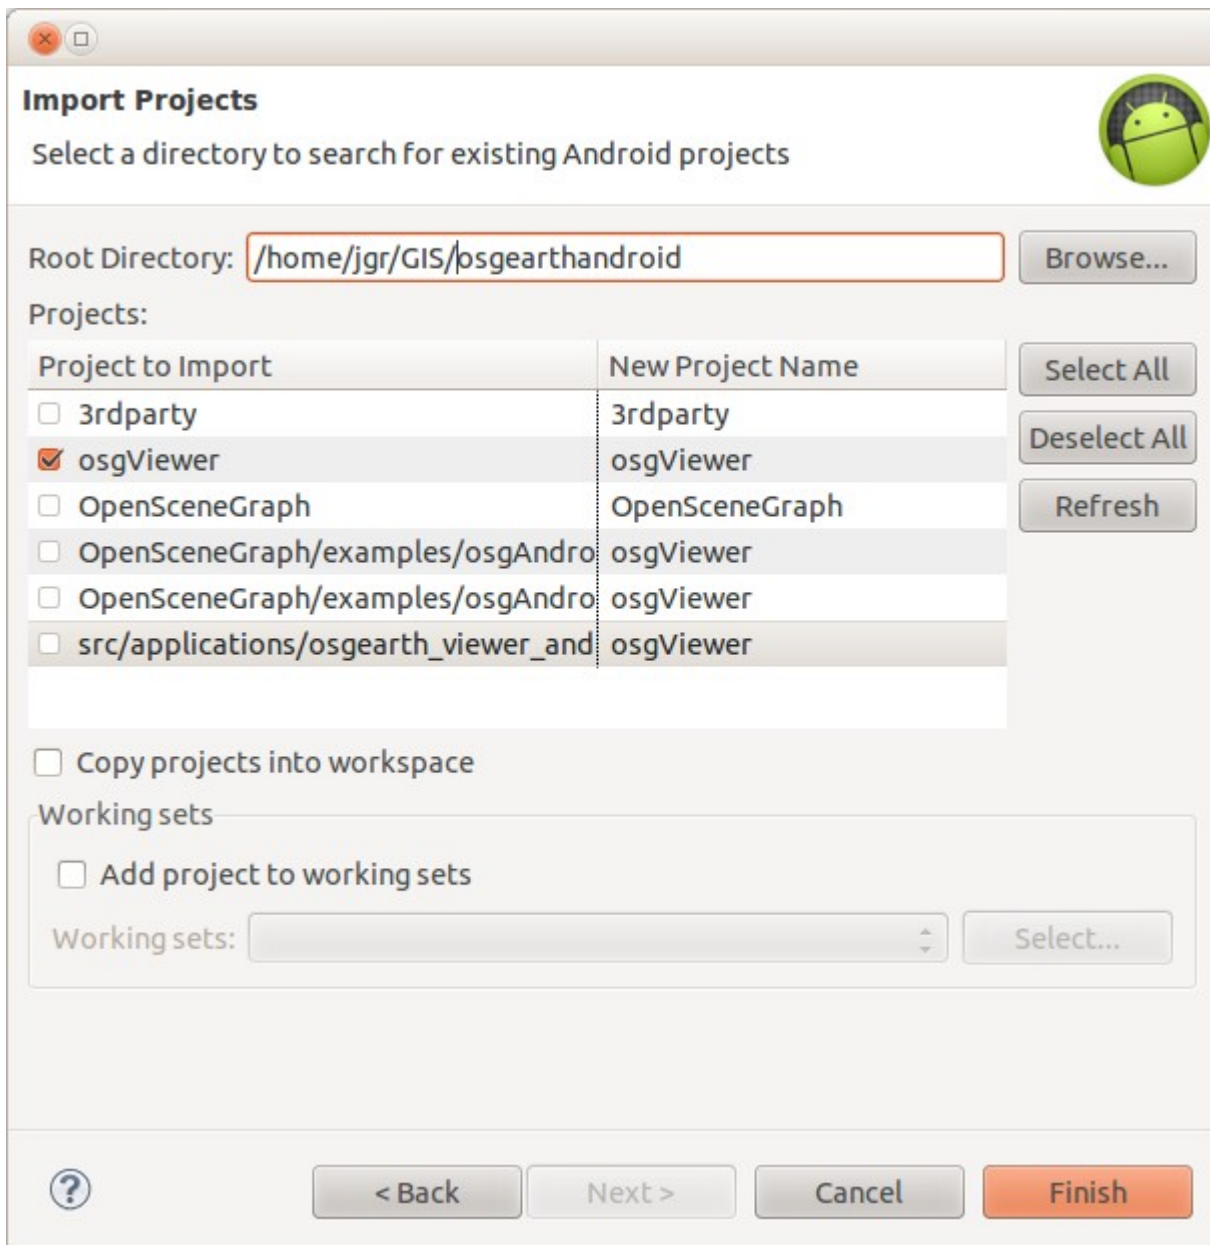 Import Projects
Select a directory to search for existing Android projects
Root Directory: /home/jgr/GIS/osgearthandroid Browse...
Projects:
Project to Import New Project Name Select All
3rdparty 3rdparty
osgViewer osgViewer Deselect All
OpenSceneGraph OpenSceneGraph Refresh
OpenSceneGraph/examples/osgAndro osgViewer
OpenSceneGraph/examples/osgAndro osgViewer
src/applications/osgearth_viewer_and osgViewer
Copy projects into workspace
Working sets
Add project to working sets
Working sets: Select...
? < Back Next > Cancel Finish